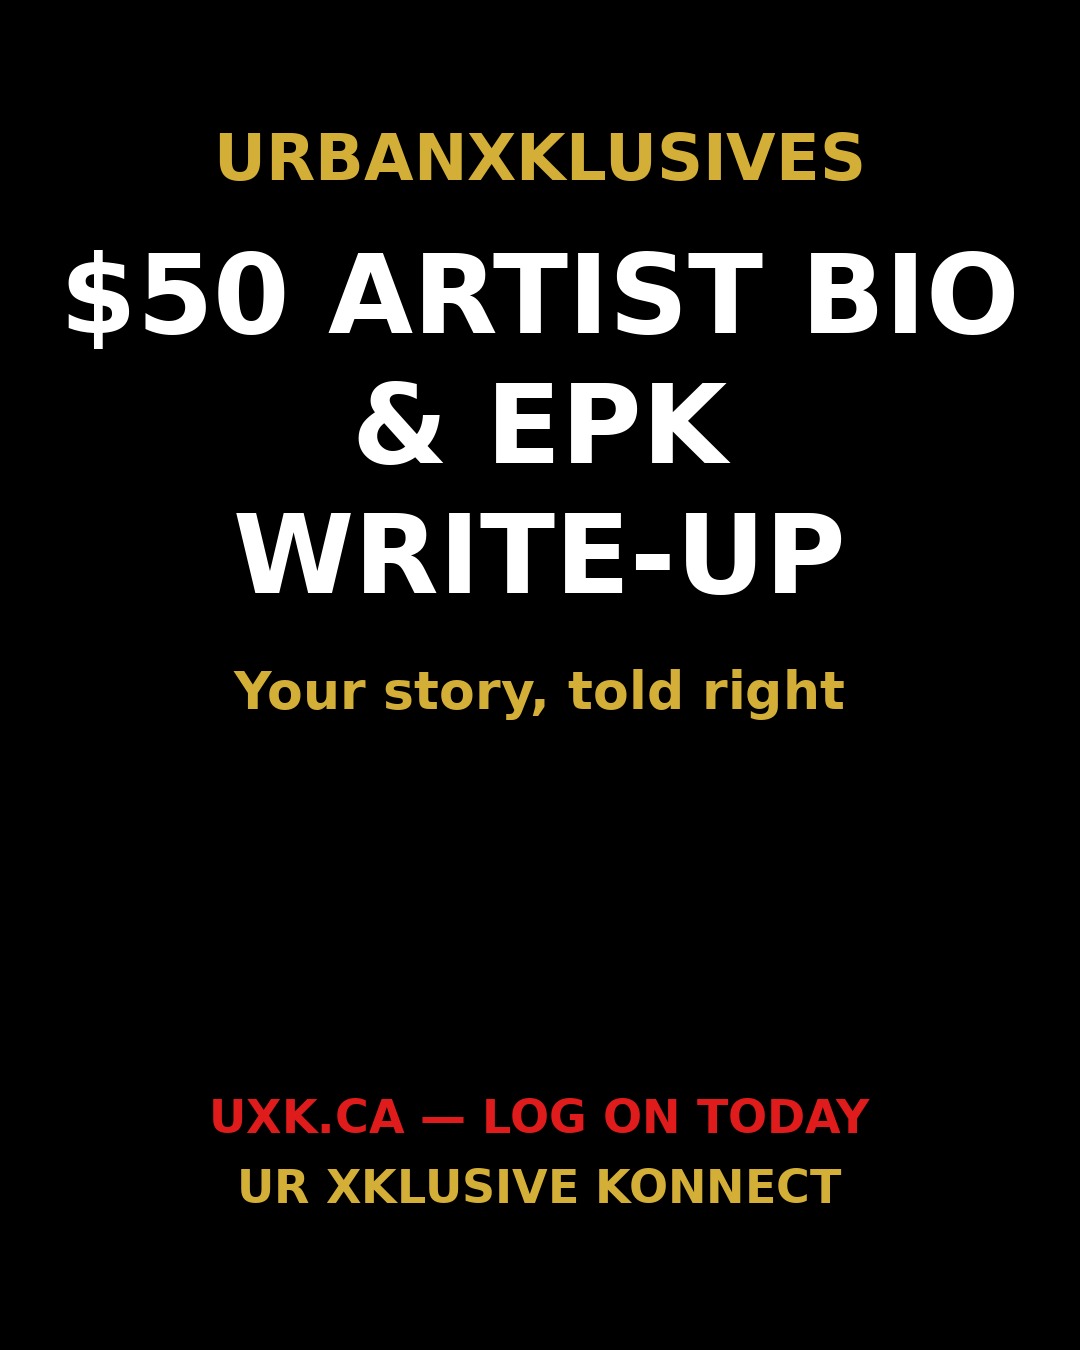 URBANXKLUSIVES
$50 ARTIST BIO
& EPK
WRITE-UP
Your story, told right
UXK.CA — LOG ON TODAY
UR XKLUSIVE KONNECT